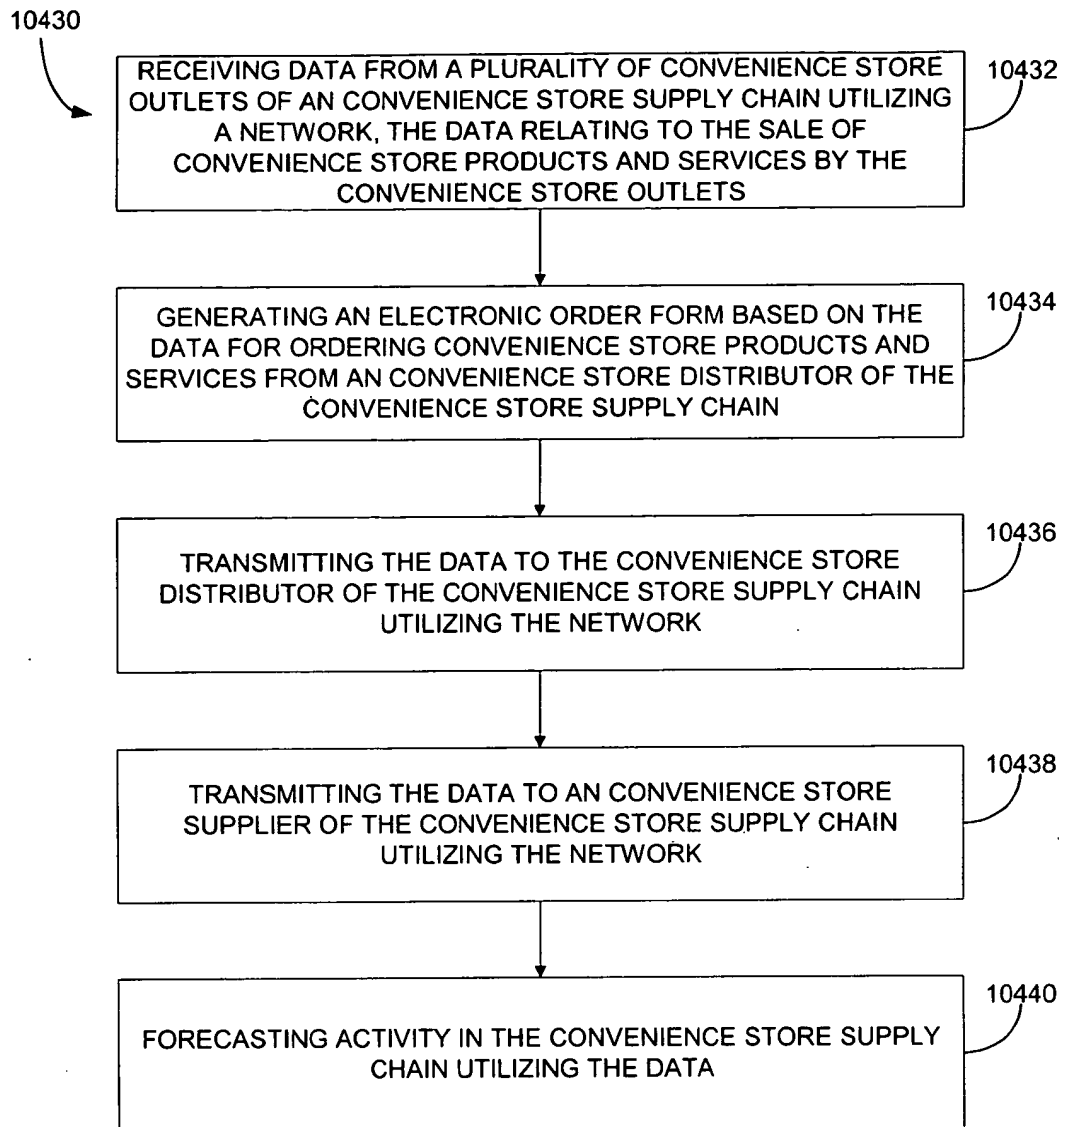 10430
RECEIVING DATA FROM A PLURALITY OF CONVENIENCE STORE
OUTLETS OF AN CONVENIENCE STORE SUPPLY CHAIN UTILIZING
A NETWORK, THE DATA RELATING TO THE SALE OF
CONVENIENCE STORE PRODUCTS AND SERVICES BY THE
CONVENIENCE STORE OUTLETS
10432
GENERATING AN ELECTRONIC ORDER FORM BASED ON THE
DATA FOR ORDERING CONVENIENCE STORE PRODUCTS AND
SERVICES FROM AN CONVENIENCE STORE DISTRIBUTOR OF THE
CONVENIENCE STORE SUPPLY CHAIN
10434
TRANSMITTING THE DATA TO THE CONVENIENCE STORE
DISTRIBUTOR OF THE CONVENIENCE STORE SUPPLY CHAIN
UTILIZING THE NETWORK
10436
TRANSMITTING THE DATA TO AN CONVENIENCE STORE
SUPPLIER OF THE CONVENIENCE STORE SUPPLY CHAIN
UTILIZING THE NETWORK
10438
FORECASTING ACTIVITY IN THE CONVENIENCE STORE SUPPLY
CHAIN UTILIZING THE DATA
10440